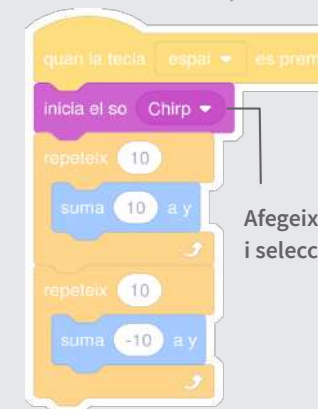 quan la tecla espai es prem
inicia el so Chirp
repeteix 10
suma 10 a y
repeteix 10
suma -10 a y
Afegeix
i selecc